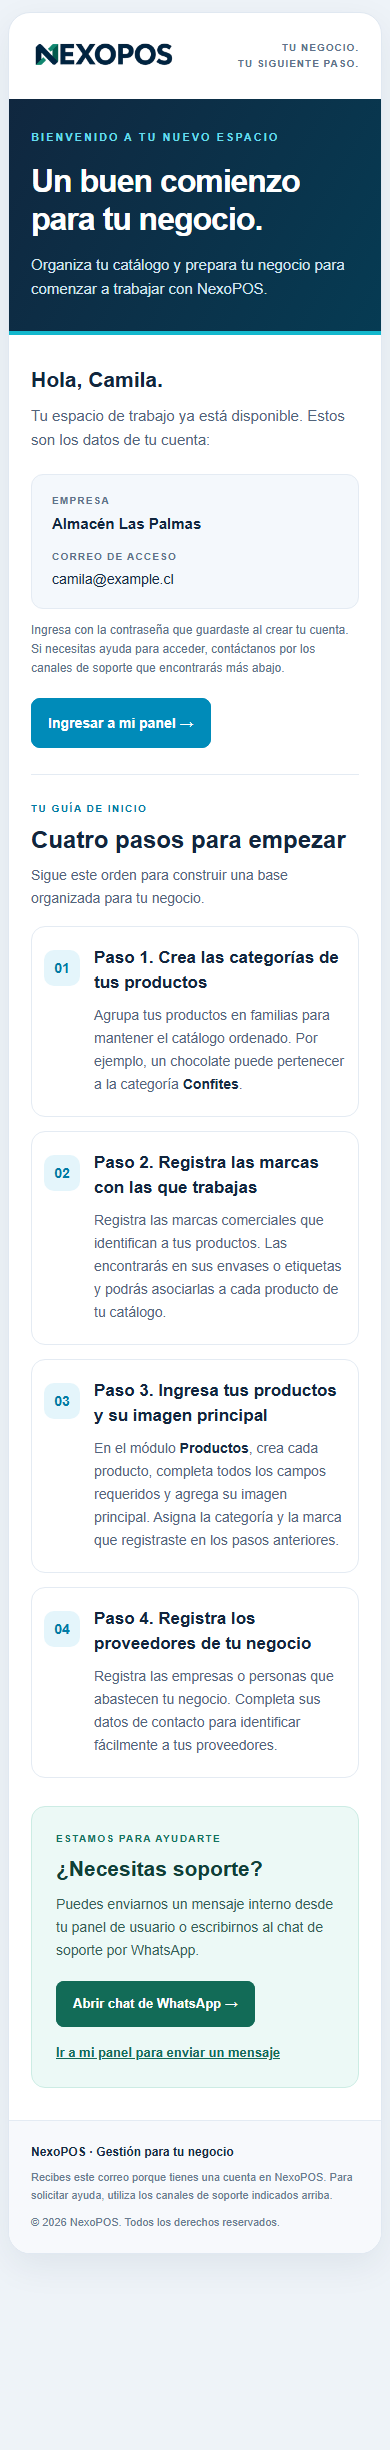 NEXOPOS
TU NEGOCIO.
TU SIGUIENTE PASO.
BIENVENIDO A TU NUEVO ESPACIO
Un buen comienzo
para tu negocio.
Organiza tu catálogo y prepara tu negocio para
comenzar a trabajar con NexoPOS.
Hola, Camila.
Tu espacio de trabajo ya está disponible. Estos
son los datos de tu cuenta:
EMPRESA
Almacén Las Palmas
CORREO DE ACCESO
camila@example.cl
Ingresa con la contraseña que guardaste al crear tu cuenta.
Si necesitas ayuda para acceder, contáctanos por los
canales de soporte que encontrarás más abajo.
Ingresar a mi panel →
TU GUÍA DE INICIO
Cuatro pasos para empezar
Sigue este orden para construir una base
organizada para tu negocio.
01
Paso 1. Crea las categorías de
tus productos
Agrupa tus productos en familias para
mantener el catálogo ordenado. Por
ejemplo, un chocolate puede pertenecer
a la categoría Confites.
02
Paso 2. Registra las marcas
con las que trabajas
Registra las marcas comerciales que
identifican a tus productos. Las
encontrarás en sus envases o etiquetas
y podrás asociarlas a cada producto de
tu catálogo.
03
Paso 3. Ingresa tus productos
y su imagen principal
En el módulo Productos, crea cada
producto, completa todos los campos
requeridos y agrega su imagen
principal. Asigna la categoría y la marca
que registraste en los pasos anteriores.
04
Paso 4. Registra los
proveedores de tu negocio
Registra las empresas o personas que
abastecen tu negocio. Completa sus
datos de contacto para identificar
fácilmente a tus proveedores.
ESTAMOS PARA AYUDARTE
¿Necesitas soporte?
Puedes enviarnos un mensaje interno desde
tu panel de usuario o escribirnos al chat de
soporte por WhatsApp.
Abrir chat de WhatsApp →
Ir a mi panel para enviar un mensaje
NexoPOS · Gestión para tu negocio
Recibes este correo porque tienes una cuenta en NexoPOS. Para
solicitar ayuda, utiliza los canales de soporte indicados arriba.
© 2026 NexoPOS. Todos los derechos reservados.